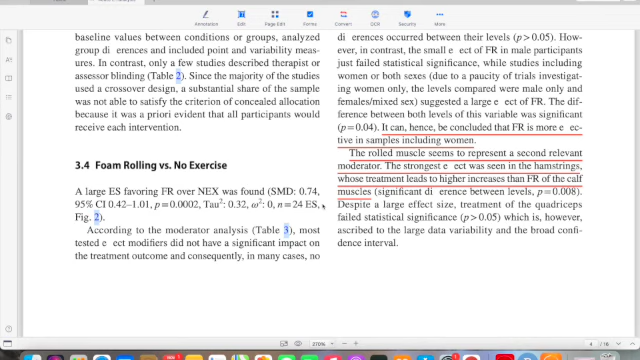 Annotation
Edit
Page Edit
Forms
Convert
Security
More
baseline values between conditions or groups, analyzed
group di erences and included point and variability meas-
ures. In contrast, only a few studies described therapist or
assessor blinding (Table 2). Since the majority of the studies
used a crossover design, a substantial share of the sample
was not able to satisfy the criterion of concealed allocation
because it was a priori evident that all participants would
receive each intervention.
3.4 Foam Rolling vs. No Exercise
A large ES favoring FR over NEX was found (SMD: 0.74,
95% CI 0.42–1.01, p=0.0002, Tau²: 0.32, ω²: 0, n=24 ES,
Fig. 2).
According to the moderator analysis (Table 3), most
tested e ect modifiers did not have a significant impact on
the treatment outcome and consequently, in many cases, no
di erences occurred between their levels (p>0.05). How-
ever, in contrast, the small e ect of FR in male participants
just failed statistical significance, while studies including
women or both sexes (due to a paucity of trials investigat-
ing women only, the levels compared were male only and
females/mixed sex) suggested a large e ect of FR. The
difference between both levels of this variable was significant
(p=0.04). It can, hence, be concluded that FR is more e ec-
tive in samples including women.
The rolled muscle seems to represent a second relevant
moderator. The strongest e ect was seen in the hamstrings,
whose treatment leads to higher increases than FR of the calf
muscles (significant di erence between levels, p=0.008).
Despite a large effect size, treatment of the quadriceps
failed statistical significance (p>0.05) which is, however,
ascribed to the large data variability and the broad confi-
dence interval.
270%
4 / 16